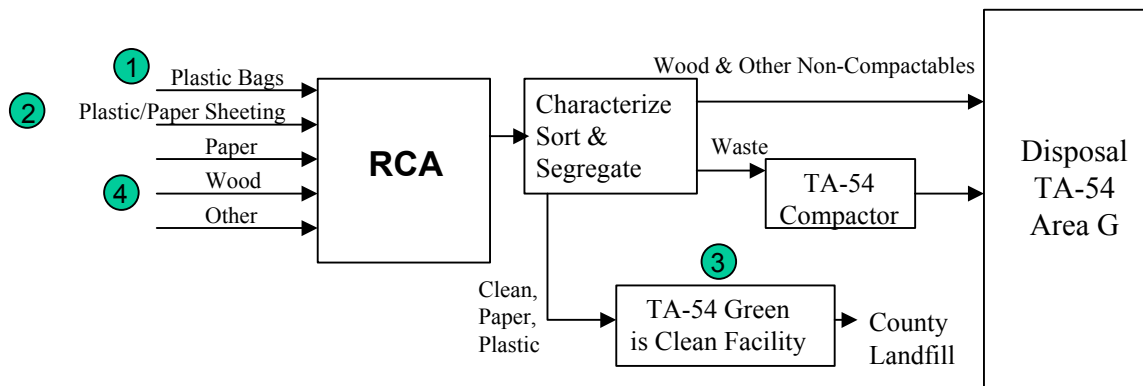 1
Plastic Bags
2
Plastic/Paper Sheeting
Paper
4
Wood
Other
RCA
Characterize
Sort &
Segregate
Wood & Other Non-Compactables
Waste
TA-54
Compactor
Disposal
TA-54
Area G
Clean,
Paper,
Plastic
3
TA-54 Green
is Clean Facility
County
Landfill